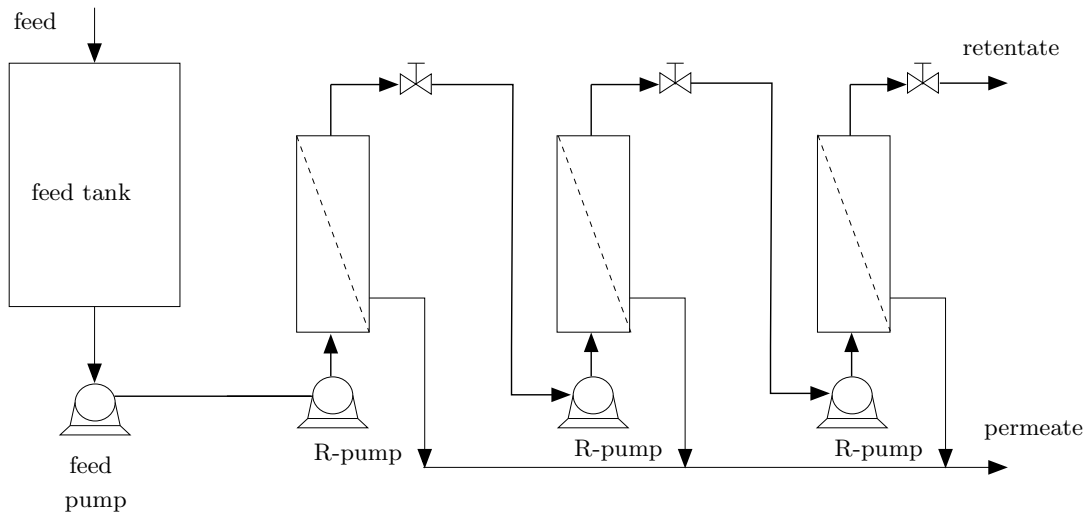 feed
retentate
feed tank
permeate
R-pump
R-pump
R-pump
feed
pump